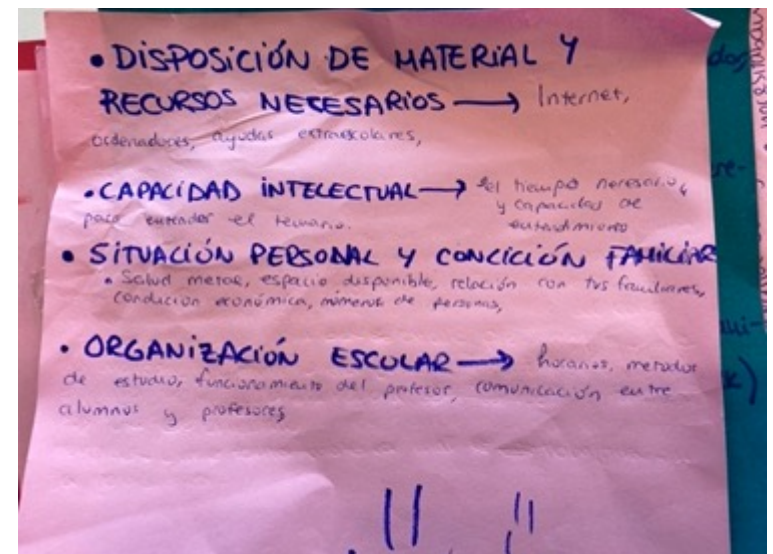 • DISPOSICIÓN DE MATERIAL Y
RECURSOS NECESARIOS → Internet,
ordenadores, ayudas extraescolares,
• CAPACIDAD INTELECTUAL → el tiempo necesario
y capacidad de
para entender el temario. entendimiento
• SITUACIÓN PERSONAL Y CONCICIÓN FAMILIAR
• Salud , espacio disponible, relación con tus familiares,
condición económica, número de personas,
• ORGANIZACIÓN ESCOLAR → horarios, metodos
de estudio, funcionamiento del profesor, comunicación entre
alumnos y profesores